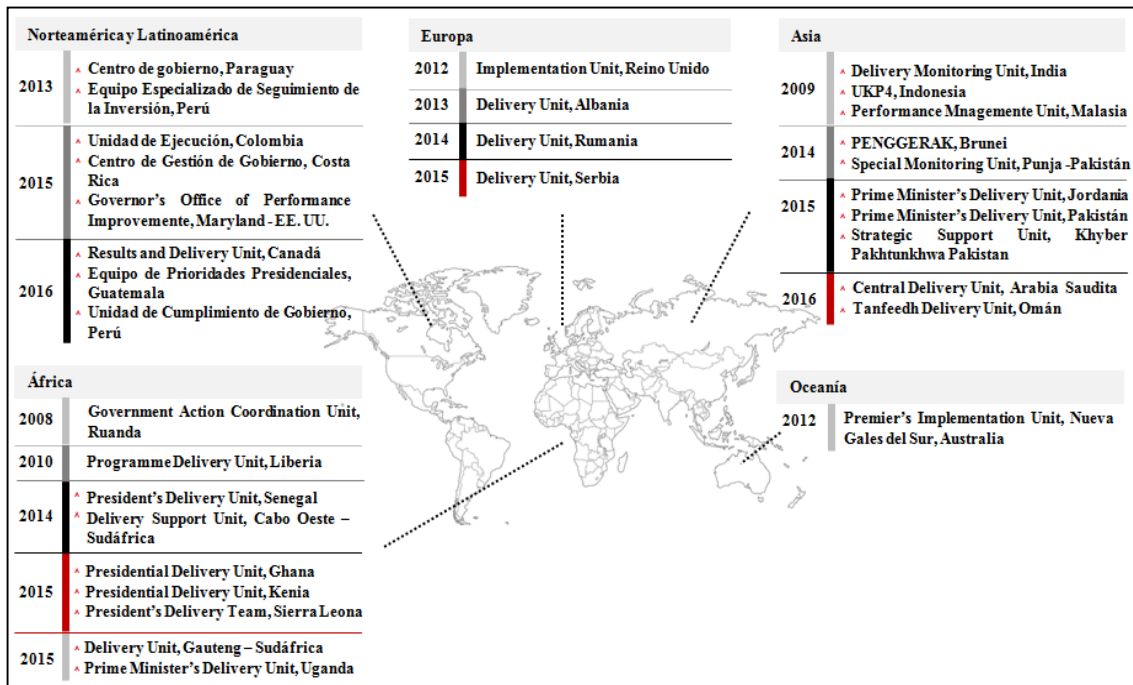 Norteamérica y Latinoamérica
2013
Centro de gobierno, Paraguay
Equipo Especializado de Seguimiento de
la Inversión, Perú
2015
Unidad de Ejecución, Colombia
Centro de Gestión de Gobierno, Costa
Rica
Governor's Office of Performance
Improvemente, Maryland - EE. UU.
2016
Results and Delivery Unit, Canadá
Equipo de Prioridades Presidenciales,
Guatemala
Unidad de Cumplimiento de Gobierno,
Perú
Europa
2012 Implementation Unit, Reino Unido
2013 Delivery Unit, Albania
2014 Delivery Unit, Rumania
2015 Delivery Unit, Serbia
Asia
2009
Delivery Monitoring Unit, India
UKP4, Indonesia
Performance Mnagemente Unit, Malasia
2014
PENGGERAK, Brunei
Special Monitoring Unit, Punja -Pakistán
2015
Prime Minister's Delivery Unit, Jordania
Prime Minister's Delivery Unit, Pakistán
Strategic Support Unit, Khyber
Pakhtunkhwa Pakistan
2016
Central Delivery Unit, Arabia Saudita
Tanfeedh Delivery Unit, Omán
África
2008
Government Action Coordination Unit,
Ruanda
2010 Programme Delivery Unit, Liberia
2014
President's Delivery Unit, Senegal
Delivery Support Unit, Cabo Oeste –
Sudáfrica
2015
Presidential Delivery Unit, Ghana
Presidential Delivery Unit, Kenia
President's Delivery Team, Sierra Leona
2015
Delivery Unit, Gauteng – Sudáfrica
Prime Minister's Delivery Unit, Uganda
Oceanía
2012 Premier's Implementation Unit, Nueva
Gales del Sur, Australia